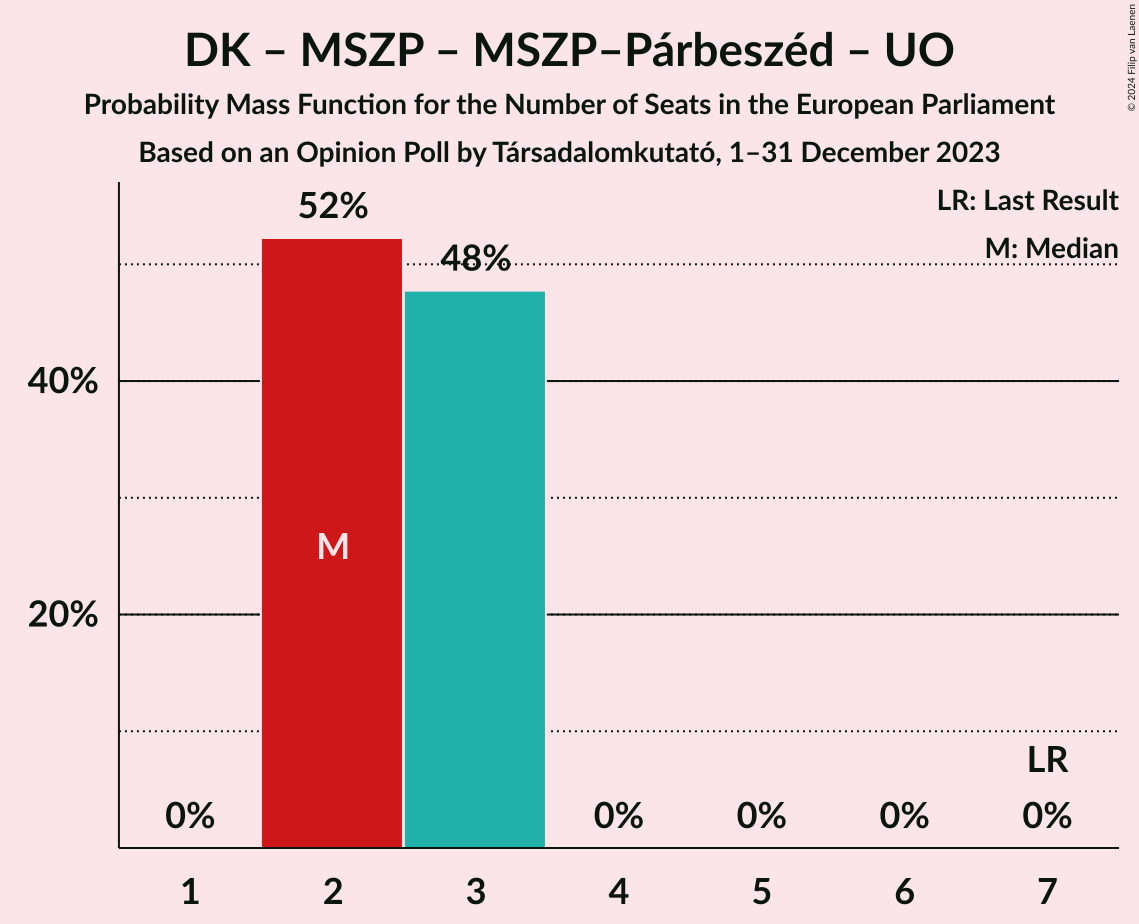 DK – MSZP – MSZP–Párbeszéd – UO
Probability Mass Function for the Number of Seats in the European Parliament
Based on an Opinion Poll by Társadalomkutató, 1–31 December 2023
© 2024 Filip van Laenen
LR: Last Result
M: Median
52%
48%
40%
M
20%
LR
0%
0%
0%
0%
0%
1 2 3 4 5 6 7